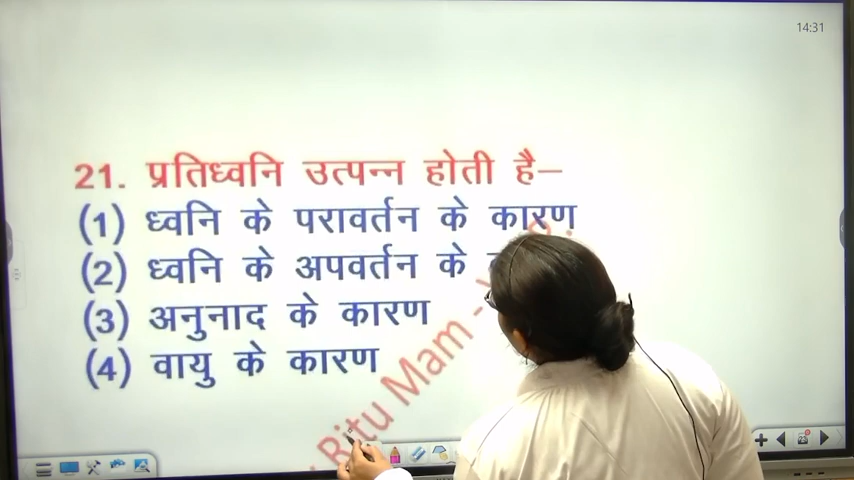 14:31
21. प्रतिध्वनि उत्पन्न होती है–
(1) ध्वनि के परावर्तन के कारण
(2) ध्वनि के अपवर्तन के
(3) अनुनाद के कारण
(4) वायु के कारण
Ritu Mam -